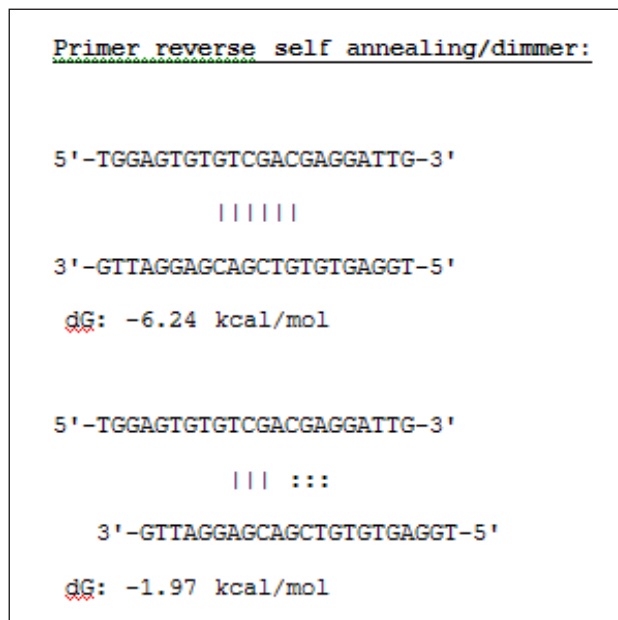 Primer reverse self annealing/dimmer:
5'-TGGAGTGTGTCGACGAGGATTG-3'
||||||
3'-GTTAGGAGCAGCTGTGTGAGGT-5'
dG: -6.24 kcal/mol
5'-TGGAGTGTGTCGACGAGGATTG-3'
||| :::
3'-GTTAGGAGCAGCTGTGTGAGGT-5'
dG: -1.97 kcal/mol